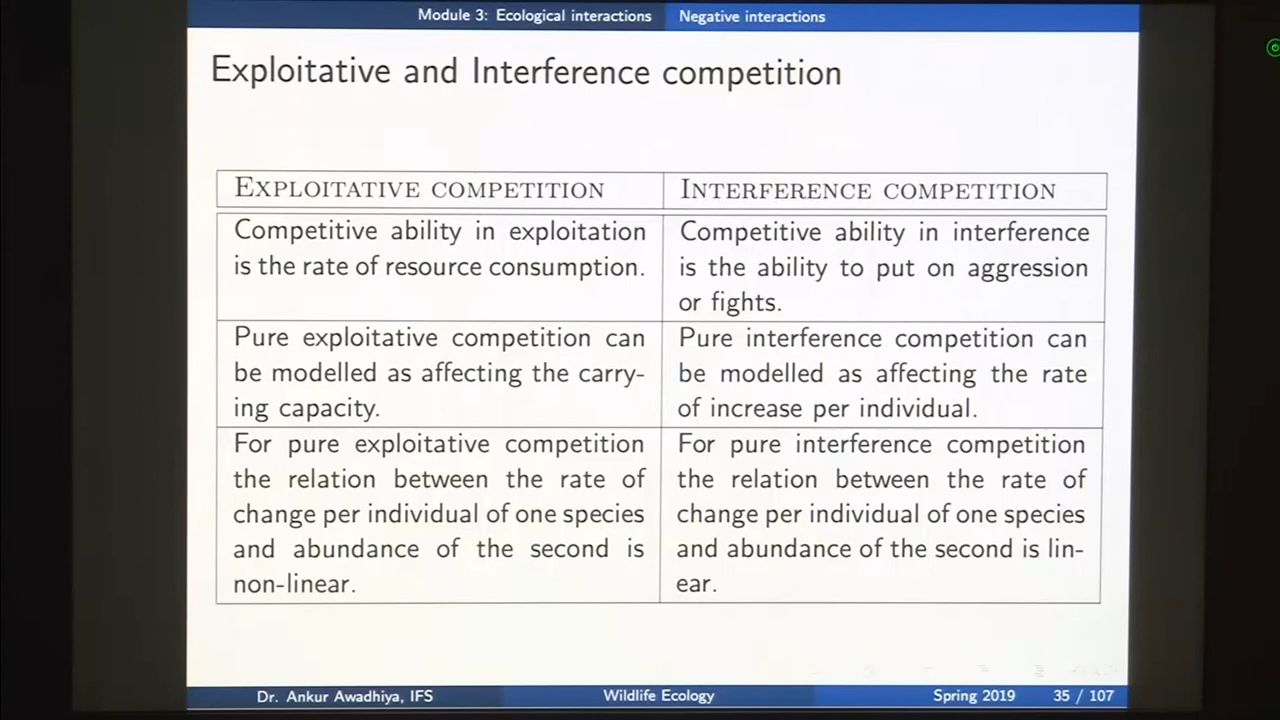 Module 3: Ecological interactions Negative interactions
Exploitative and Interference competition
EXPLOITATIVE COMPETITION
INTERFERENCE COMPETITION
Competitive ability in exploitation
is the rate of resource consumption.
Competitive ability in interference
is the ability to put on aggression
or fights.
Pure exploitative competition can
be modelled as affecting the carry-
ing capacity.
Pure interference competition can
be modelled as affecting the rate
of increase per individual.
For pure exploitative competition
the relation between the rate of
change per individual of one species
and abundance of the second is
non-linear.
For pure interference competition
the relation between the rate of
change per individual of one species
and abundance of the second is lin-
ear.
Dr. Ankur Awadhiya, IFS Wildlife Ecology Spring 2019 35 / 107